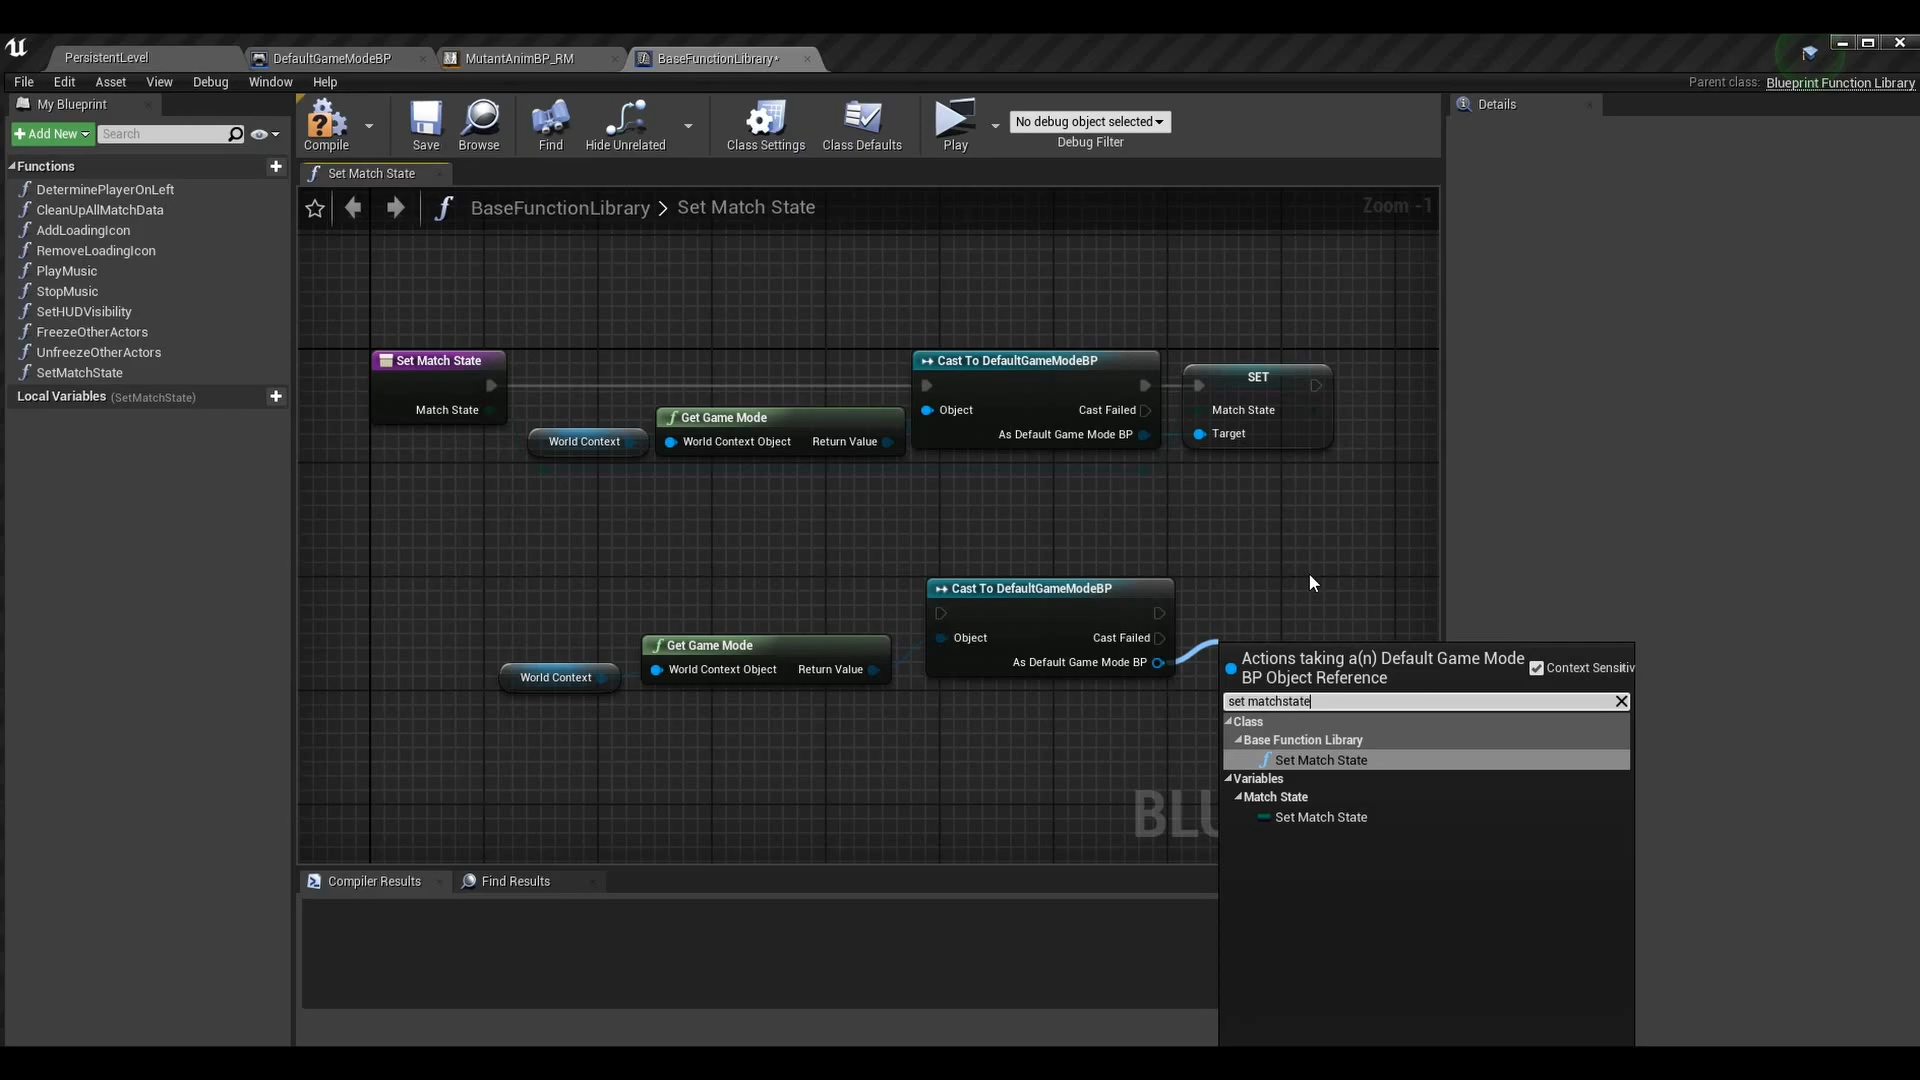 PersistentLevel
DefaultGameModeBP
MutantAnimBP_RM
BaseFunctionLibrary*
File Edit Asset View Debug Window Help
Parent class: Blueprint Function Library
My Blueprint
Details
Add New
Search
Compile
Save
Browse
Find
Hide Unrelated
Class Settings
Class Defaults
Play
No debug object selected
Debug Filter
Functions
DeterminePlayerOnLeft
CleanUpAllMatchData
AddLoadingIcon
RemoveLoadingIcon
PlayMusic
StopMusic
SetHUDVisibility
FreezeOtherActors
UnfreezeOtherActors
SetMatchState
Local Variables (SetMatchState)
Set Match State
BaseFunctionLibrary > Set Match State
Zoom -1
Set Match State
Match State
World Context
Get Game Mode
World Context Object Return Value
Cast To DefaultGameModeBP
Object Cast Failed
As Default Game Mode BP
SET
Match State
Target
World Context
Get Game Mode
World Context Object Return Value
Cast To DefaultGameModeBP
Object Cast Failed
As Default Game Mode BP
Actions taking a(n) Default Game Mode
BP Object Reference
Context Sensitiv
set matchstate
Class
Base Function Library
Set Match State
Variables
Match State
Set Match State
BLU
Compiler Results
Find Results